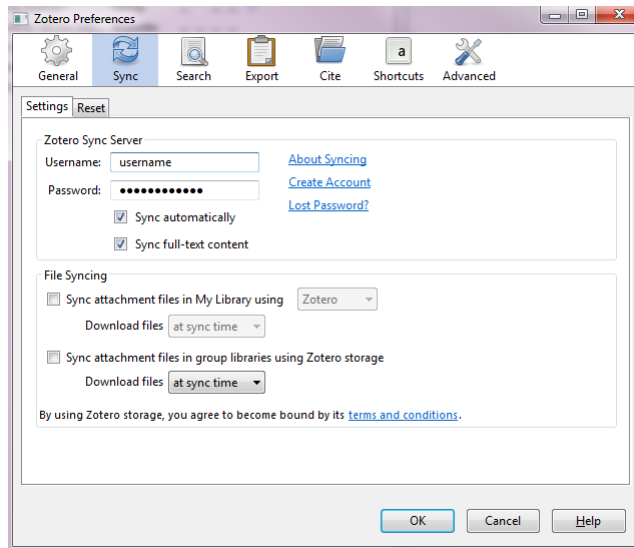 Zotero Preferences
General Sync Search Export Cite Shortcuts Advanced
a
Settings Reset
Zotero Sync Server
Username: username About Syncing
Create Account
Password: ●●●●●●●●●●●●
Lost Password?
Sync automatically
Sync full-text content
File Syncing
Sync attachment files in My Library using Zotero
Download files at sync time
Sync attachment files in group libraries using Zotero storage
Download files at sync time
By using Zotero storage, you agree to become bound by its terms and conditions.
OK Cancel Help